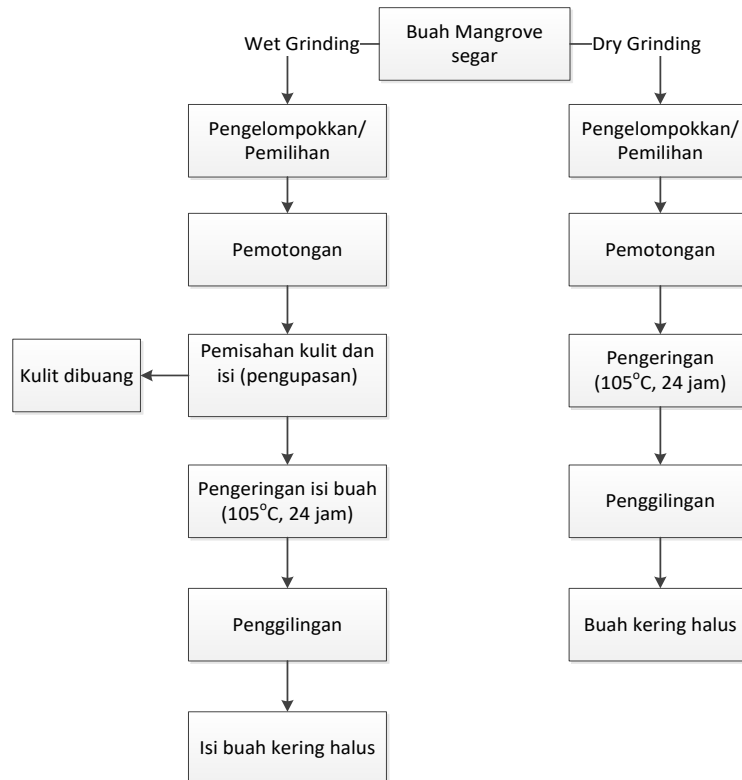 Buah Mangrove
segar
Wet Grinding
Dry Grinding
Pengelompokkan/
Pemilihan
Pemotongan
Pemisahan kulit dan
isi (pengupasan)
Kulit dibuang
Pengeringan isi buah
(105°C, 24 jam)
Penggilingan
Isi buah kering halus
Pengelompokkan/
Pemilihan
Pemotongan
Pengeringan
(105°C, 24 jam)
Penggilingan
Buah kering halus